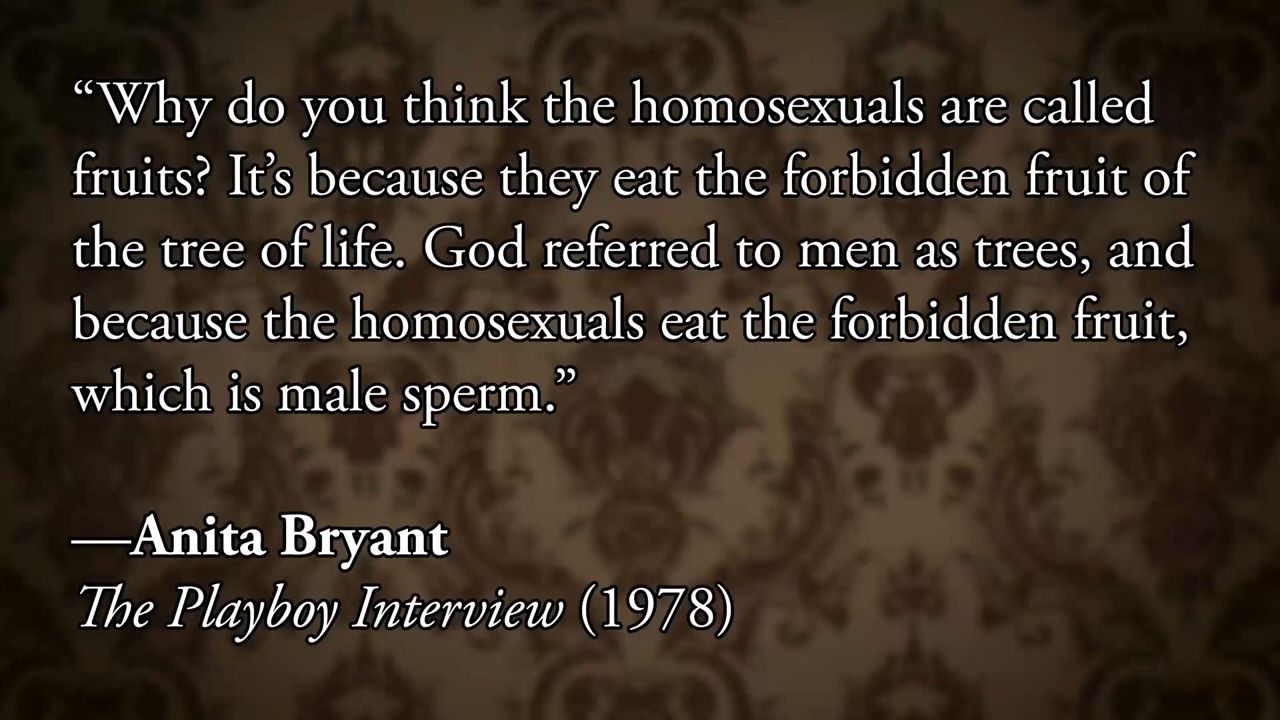 “Why do you think the homosexuals are called
fruits? It’s because they eat the forbidden fruit of
the tree of life. God referred to men as trees, and
because the homosexuals eat the forbidden fruit,
which is male sperm.”
—Anita Bryant
The Playboy Interview (1978)